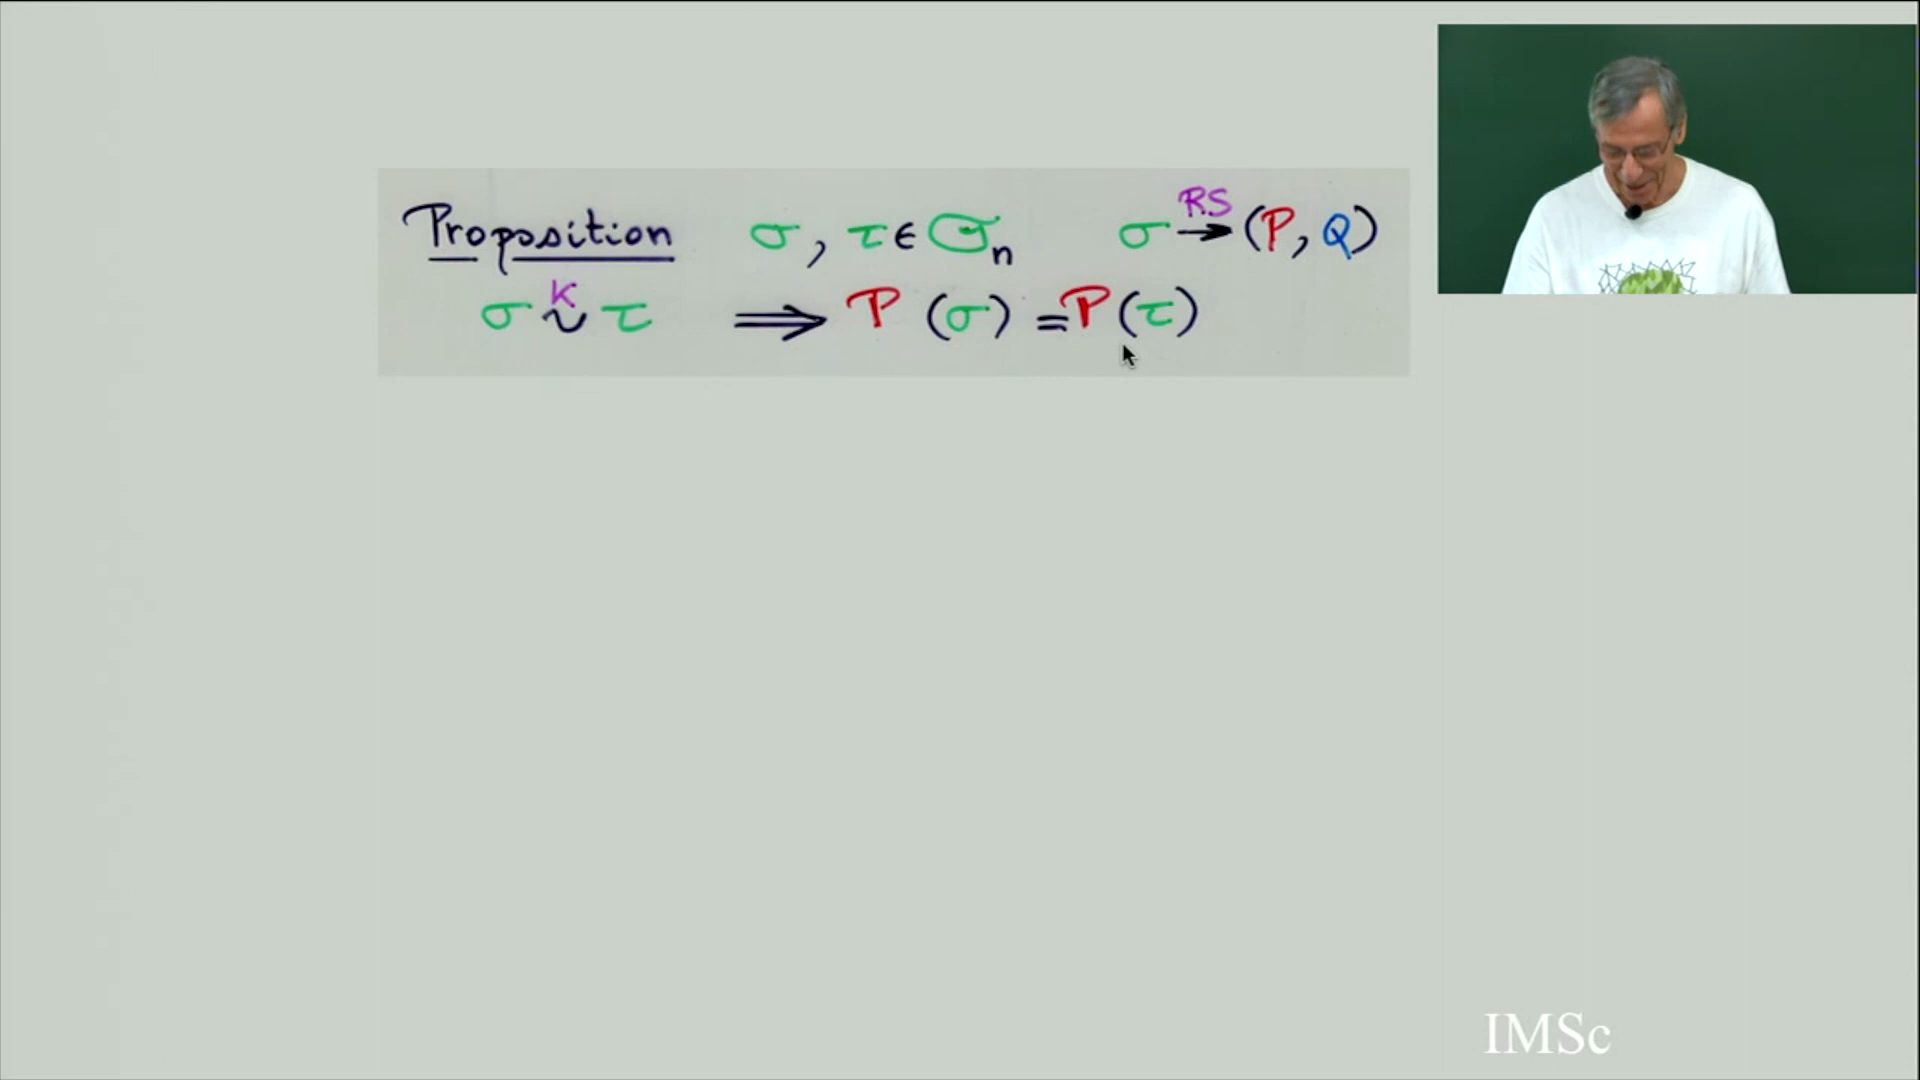 Proposition σ, τ ∈ 𝔖n σ RS→ (P, Q)
σ K∼ τ ⟹ P (σ) = P(τ)
IMSc